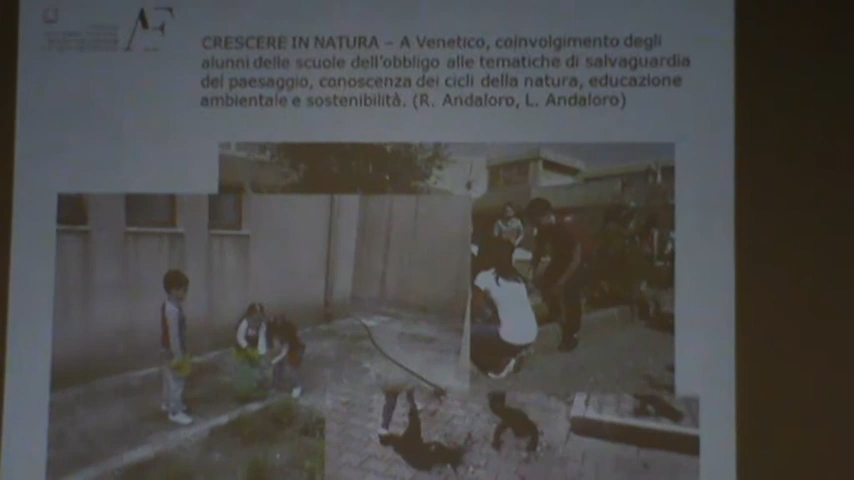 CRESCERE IN NATURA – A Venetico, coinvolgimento degli
alunni delle scuole dell'obbligo alle tematiche di salvaguardia
del paesaggio, conoscenza dei cicli della natura, educazione
ambientale e sostenibilità. (R. Andaloro, L. Andaloro)